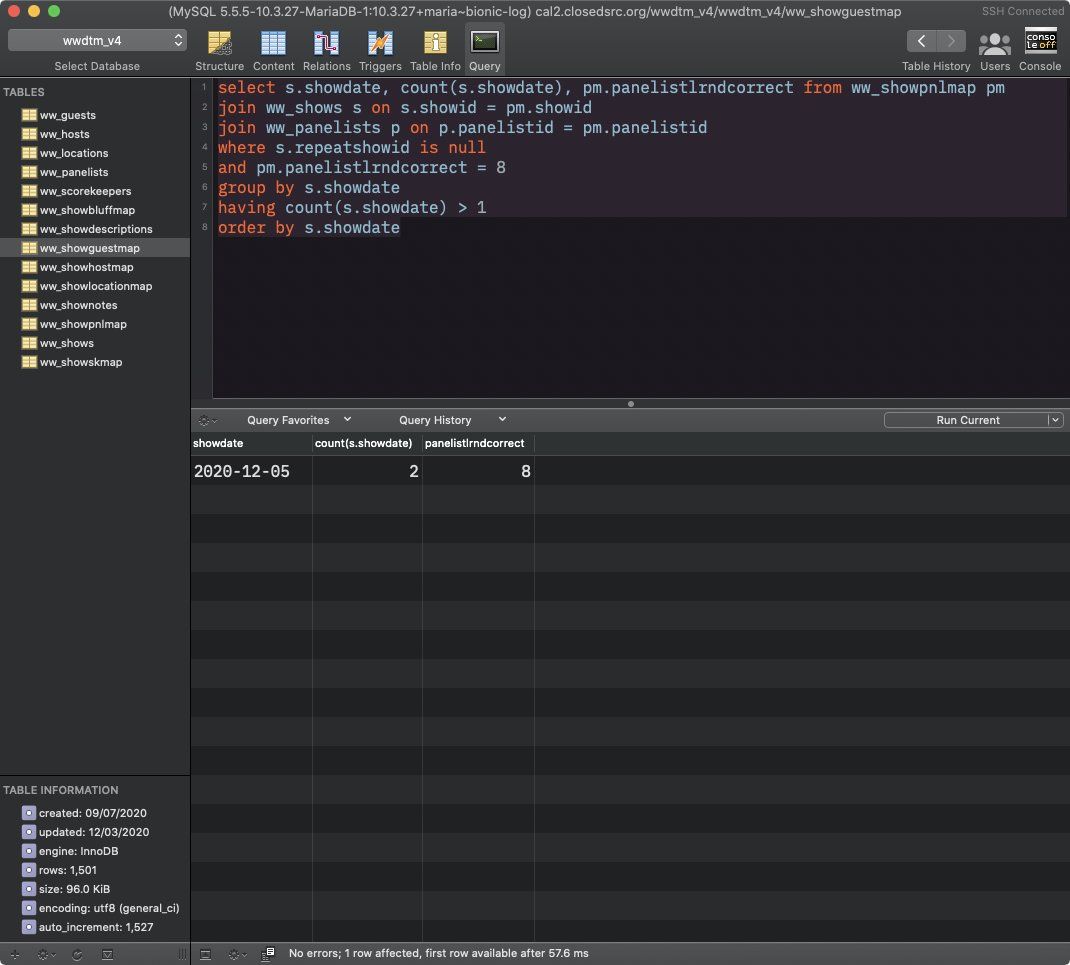 (MySQL 5.5.5-10.3.27-MariaDB-1:10.3.27+maria~bionic-log) cal2.closedsrc.org/wwdtm_v4/wwdtm_v4/ww_showguestmap
SSH Connected
wwdtm_v4
Select Database
Structure
Content
Relations
Triggers
Table Info
Query
Table History
Users
conso
le off
Console
TABLES
ww_guests
ww_hosts
ww_locations
ww_panelists
ww_scorekeepers
ww_showbluffmap
ww_showdescriptions
ww_showguestmap
ww_showhostmap
ww_showlocationmap
ww_shownotes
ww_showpnlmap
ww_shows
ww_showskmap
1 select s.showdate, count(s.showdate), pm.panelistlrndcorrect from ww_showpnlmap pm
2 join ww_shows s on s.showid = pm.showid
3 join ww_panelists p on p.panelistid = pm.panelistid
4 where s.repeatshowid is null
5 and pm.panelistlrndcorrect = 8
6 group by s.showdate
7 having count(s.showdate) > 1
8 order by s.showdate
Query Favorites
Query History
Run Current
showdate count(s.showdate) panelistlrndcorrect
2020-12-05 2 8
TABLE INFORMATION
created: 09/07/2020
updated: 12/03/2020
engine: InnoDB
rows: 1,501
size: 96.0 KiB
encoding: utf8 (general_ci)
auto_increment: 1,527
No errors; 1 row affected, first row available after 57.6 ms